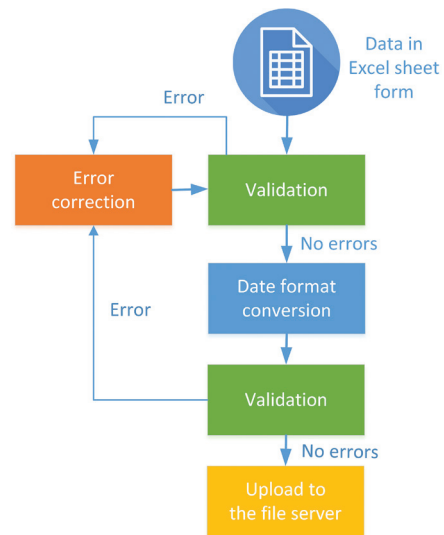 Data in
Excel sheet
form
Error
Error
correction
Validation
No errors
Date format
conversion
Error
Validation
No errors
Upload to
the file server